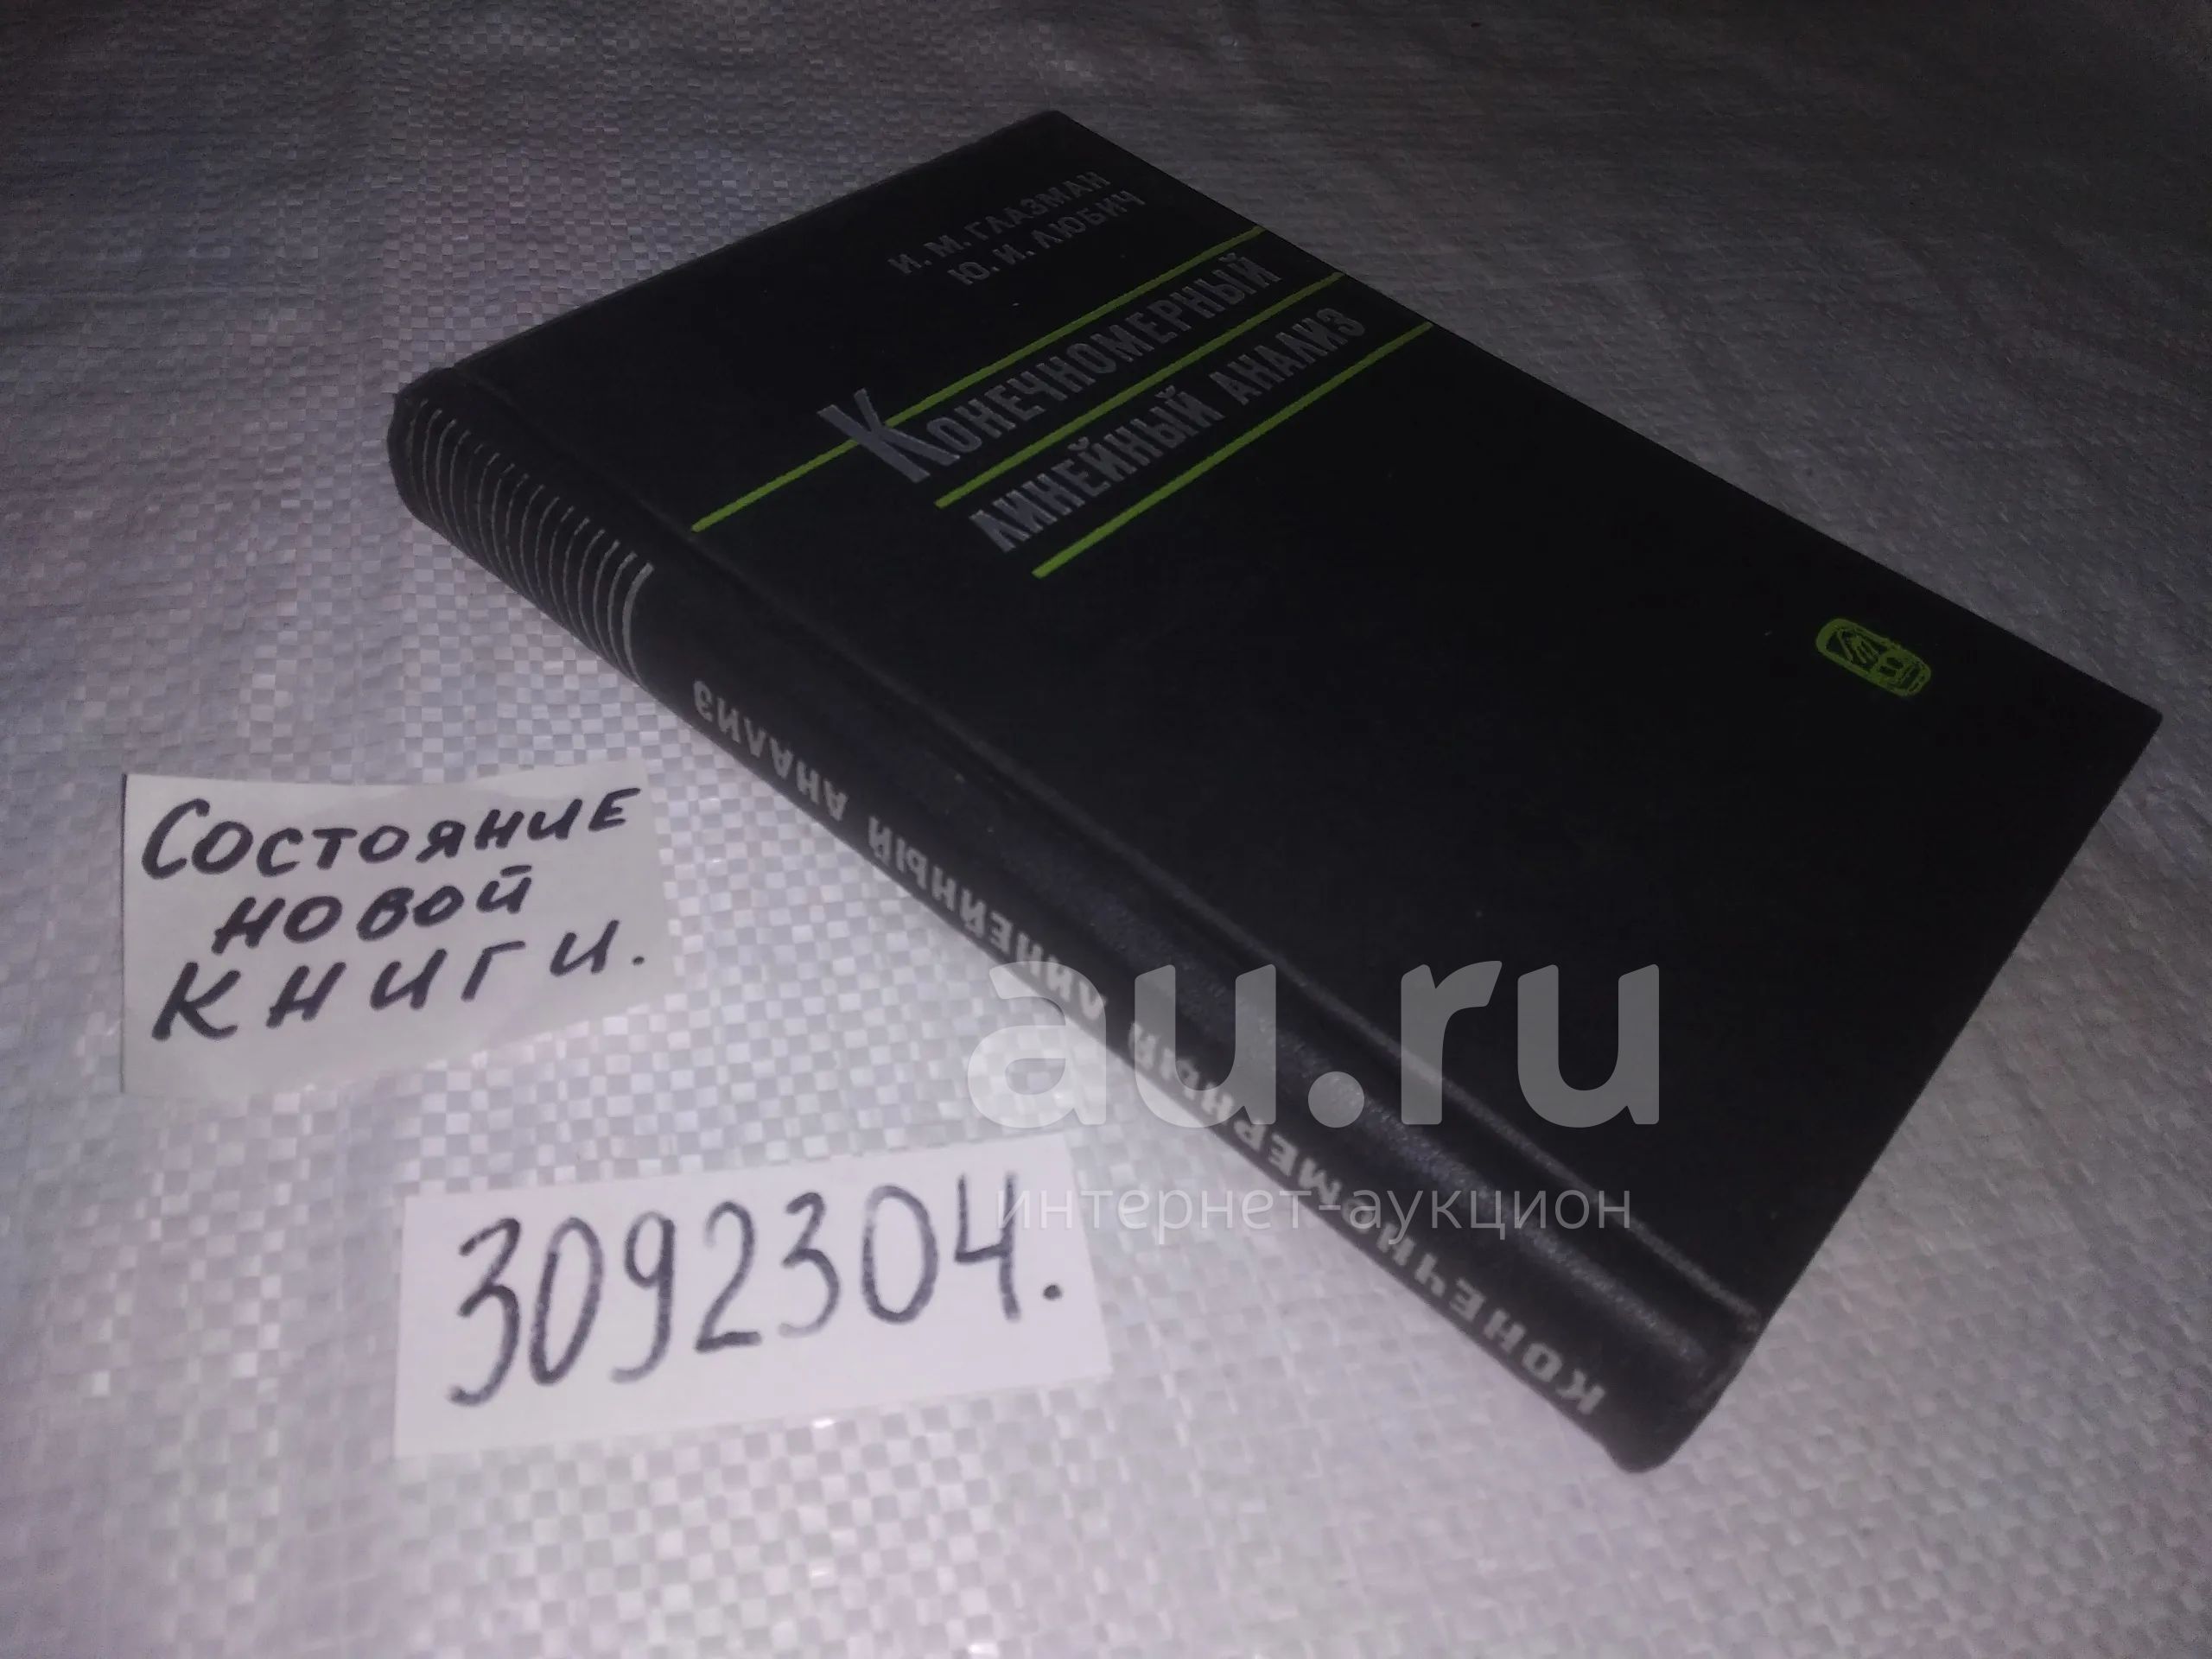 И. М. ГЛАЗМАН
Ю. И. ЛЮБИЧ
КОНЕЧНОМЕРНЫЙ
ЛИНЕЙНЫЙ АНАЛИЗ
КОНЕЧНОМЕРНЫЙ ЛИНЕЙНЫЙ АНАЛИЗ
Состояние
новой
книги.
3092304.
au.ru
интернет-аукцион